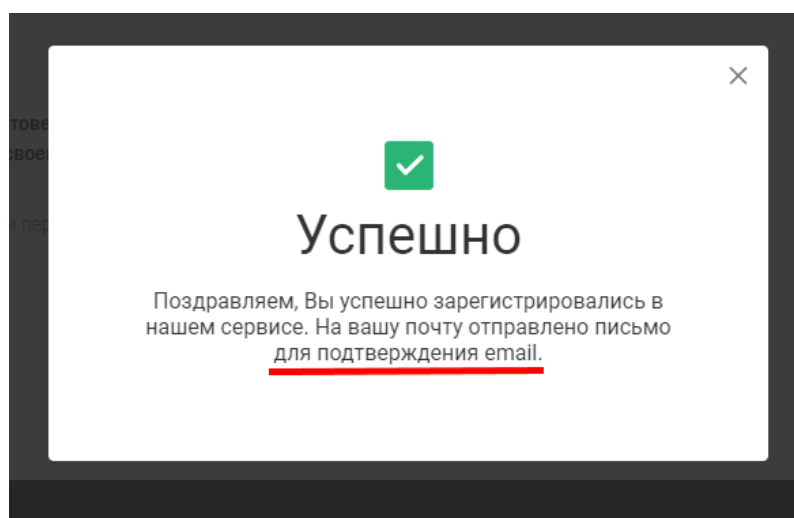 Успешно
Поздравляем, Вы успешно зарегистрировались в
нашем сервисе. На вашу почту отправлено письмо
для подтверждения email.